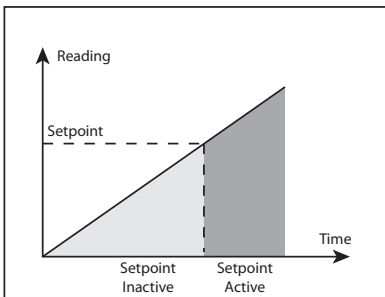 Reading
Setpoint
Time
Setpoint
Inactive
Setpoint
Active